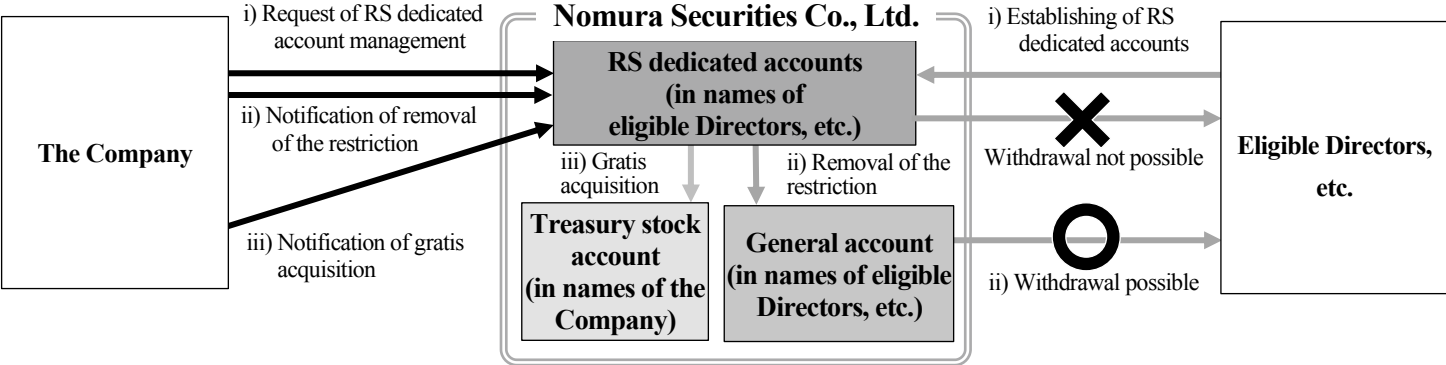 i) Request of RS dedicated
account management
ii) Notification of removal
of the restriction
The Company
iii) Notification of gratis
acquisition
Nomura Securities Co., Ltd.
RS dedicated accounts
(in names of
eligible Directors, etc.)
iii) Gratis
acquisition
ii) Removal of the
restriction
Treasury stock
account
(in names of the
Company)
General account
(in names of eligible
Directors, etc.)
i) Establishing of RS
dedicated accounts
Withdrawal not possible
ii) Withdrawal possible
Eligible Directors,
etc.